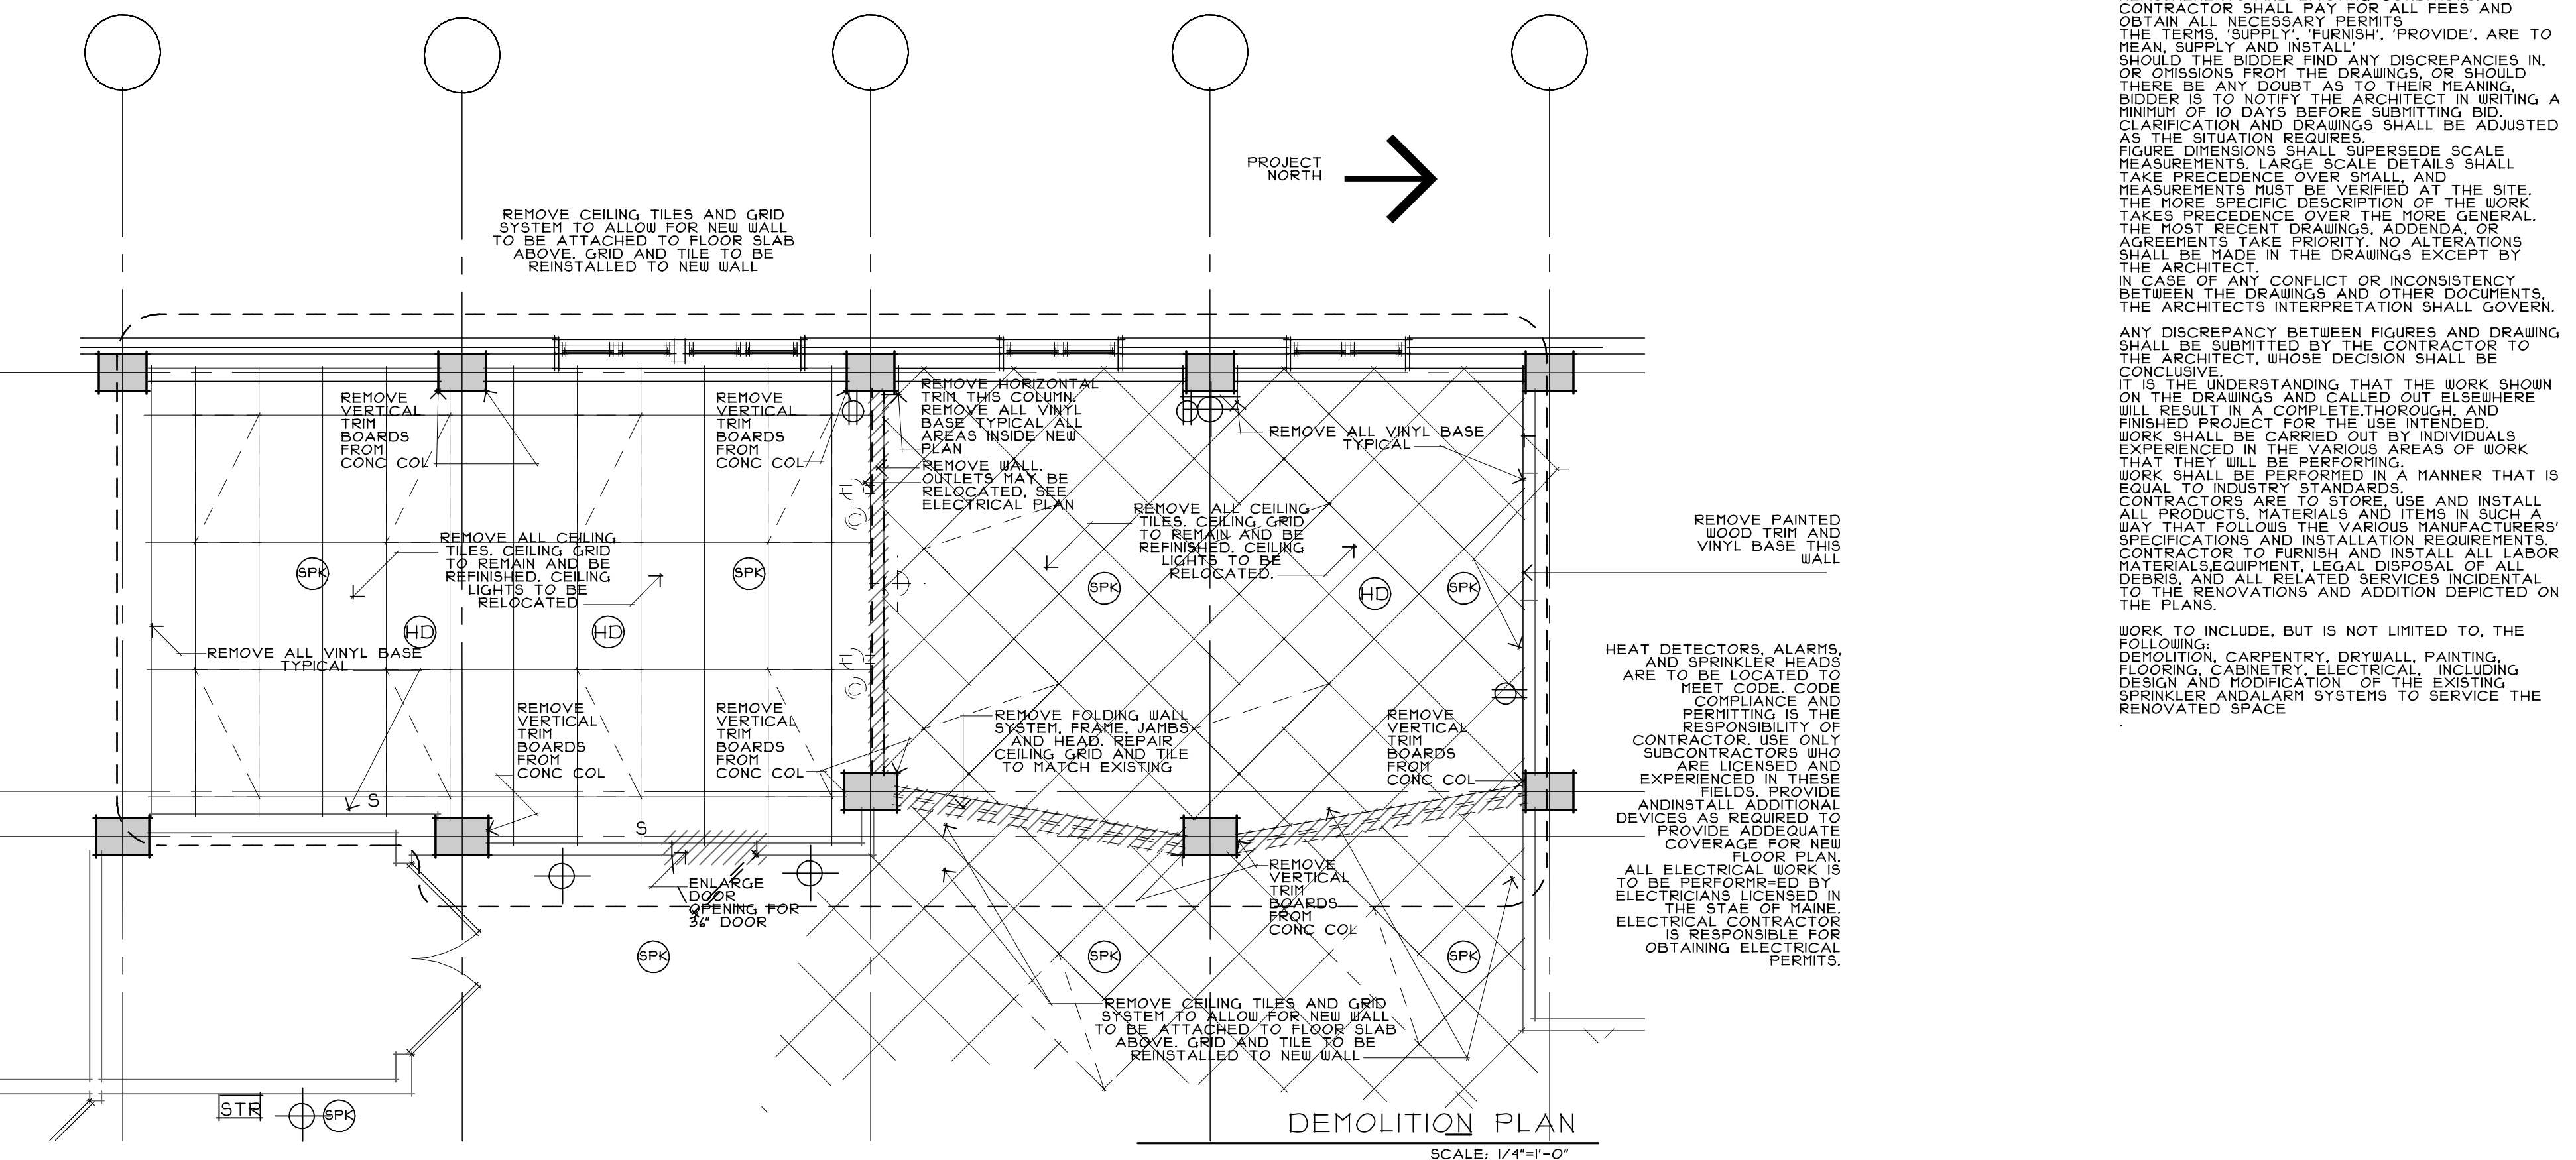 PROJECT
NORTH
REMOVE CEILING TILES AND GRID
SYSTEM TO ALLOW FOR NEW WALL
TO BE ATTACHED TO FLOOR SLAB
ABOVE. GRID AND TILE TO BE
REINSTALLED TO NEW WALL
REMOVE
VERTICAL
TRIM
BOARDS
FROM
CONC COL
REMOVE
VERTICAL
TRIM
BOARDS
FROM
CONC COL
REMOVE HORIZONTAL
TRIM THIS COLUMN.
REMOVE ALL VINYL
BASE TYPICAL ALL
AREAS INSIDE NEW
PLAN
REMOVE WALL.
OUTLETS MAY BE
RELOCATED, SEE
ELECTRICAL PLAN
REMOVE ALL VINYL BASE
TYPICAL
REMOVE ALL CEILING
TILES. CEILING GRID
TO REMAIN AND BE
REFINISHED. CEILING
LIGHTS TO BE
RELOCATED
REMOVE ALL CEILING
TILES. CEILING GRID
TO REMAIN AND BE
REFINISHED. CEILING
LIGHTS TO BE
RELOCATED.
REMOVE PAINTED
WOOD TRIM AND
VINYL BASE THIS
WALL
SPK
SPK
SPK
HD
SPK
HD
HD
REMOVE ALL VINYL BASE
TYPICAL
REMOVE
VERTICAL
TRIM
BOARDS
FROM
CONC COL
REMOVE
VERTICAL
TRIM
BOARDS
FROM
CONC COL
REMOVE FOLDING WALL
SYSTEM, FRAME, JAMBS
AND HEAD. REPAIR
CEILING GRID AND TILE
TO MATCH EXISTING
REMOVE
VERTICAL
TRIM
BOARDS
FROM
CONC COL
HEAT DETECTORS, ALARMS,
AND SPRINKLER HEADS
ARE TO BE LOCATED TO
MEET CODE. CODE
COMPLIANCE AND
PERMITTING IS THE
RESPONSIBILITY OF
CONTRACTOR. USE ONLY
SUBCONTRACTORS WHO
ARE LICENSED AND
EXPERIENCED IN THESE
FIELDS. PROVIDE
ANDINSTALL ADDITIONAL
DEVICES AS REQUIRED TO
PROVIDE ADDEQUATE
COVERAGE FOR NEW
FLOOR PLAN.
ALL ELECTRICAL WORK IS
TO BE PERFORMR=ED BY
ELECTRICIANS LICENSED IN
THE STAE OF MAINE.
ELECTRICAL CONTRACTOR
IS RESPONSIBLE FOR
OBTAINING ELECTRICAL
PERMITS.
S
S
ENLARGE
DOOR
OPENING FOR
36" DOOR
REMOVE
VERTICAL
TRIM
BOARDS
FROM
CONC COL
SPK
SPK
SPK
REMOVE CEILING TILES AND GRID
SYSTEM TO ALLOW FOR NEW WALL
TO BE ATTACHED TO FLOOR SLAB
ABOVE. GRID AND TILE TO BE
REINSTALLED TO NEW WALL
STR
SPK
DEMOLITION PLAN
SCALE: 1/4"=1'-0"
CONTRACTOR SHALL PAY FOR ALL FEES AND
OBTAIN ALL NECESSARY PERMITS
THE TERMS, 'SUPPLY', 'FURNISH', 'PROVIDE', ARE TO
MEAN, SUPPLY AND INSTALL'
SHOULD THE BIDDER FIND ANY DISCREPANCIES IN,
OR OMISSIONS FROM THE DRAWINGS, OR SHOULD
THERE BE ANY DOUBT AS TO THEIR MEANING,
BIDDER IS TO NOTIFY THE ARCHITECT IN WRITING A
MINIMUM OF 10 DAYS BEFORE SUBMITTING BID.
CLARIFICATION AND DRAWINGS SHALL BE ADJUSTED
AS THE SITUATION REQUIRES.
FIGURE DIMENSIONS SHALL SUPERSEDE SCALE
MEASUREMENTS. LARGE SCALE DETAILS SHALL
TAKE PRECEDENCE OVER SMALL, AND
MEASUREMENTS MUST BE VERIFIED AT THE SITE.
THE MORE SPECIFIC DESCRIPTION OF THE WORK
TAKES PRECEDENCE OVER THE MORE GENERAL.
THE MOST RECENT DRAWINGS, ADDENDA, OR
AGREEMENTS TAKE PRIORITY. NO ALTERATIONS
SHALL BE MADE IN THE DRAWINGS EXCEPT BY
THE ARCHITECT.
IN CASE OF ANY CONFLICT OR INCONSISTENCY
BETWEEN THE DRAWINGS AND OTHER DOCUMENTS,
THE ARCHITECTS INTERPRETATION SHALL GOVERN.
ANY DISCREPANCY BETWEEN FIGURES AND DRAWING
SHALL BE SUBMITTED BY THE CONTRACTOR TO
THE ARCHITECT, WHOSE DECISION SHALL BE
CONCLUSIVE.
IT IS THE UNDERSTANDING THAT THE WORK SHOWN
ON THE DRAWINGS AND CALLED OUT ELSEWHERE
WILL RESULT IN A COMPLETE,THOROUGH, AND
FINISHED PROJECT FOR THE USE INTENDED.
WORK SHALL BE CARRIED OUT BY INDIVIDUALS
EXPERIENCED IN THE VARIOUS AREAS OF WORK
THAT THEY WILL BE PERFORMING.
WORK SHALL BE PERFORMED IN A MANNER THAT IS
EQUAL TO INDUSTRY STANDARDS.
CONTRACTORS ARE TO STORE, USE AND INSTALL
ALL PRODUCTS, MATERIALS AND ITEMS IN SUCH A
WAY THAT FOLLOWS THE VARIOUS MANUFACTURERS'
SPECIFICATIONS AND INSTALLATION REQUIREMENTS.
CONTRACTOR TO FURNISH AND INSTALL ALL LABOR
MATERIALS,EQUIPMENT, LEGAL DISPOSAL OF ALL
DEBRIS, AND ALL RELATED SERVICES INCIDENTAL
TO THE RENOVATIONS AND ADDITION DEPICTED ON
THE PLANS.
WORK TO INCLUDE, BUT IS NOT LIMITED TO, THE
FOLLOWING:
DEMOLITION, CARPENTRY, DRYWALL, PAINTING,
FLOORING, CABINETRY, ELECTRICAL, INCLUDING
DESIGN AND MODIFICATION OF THE EXISTING
SPRINKLER ANDALARM SYSTEMS TO SERVICE THE
RENOVATED SPACE
.